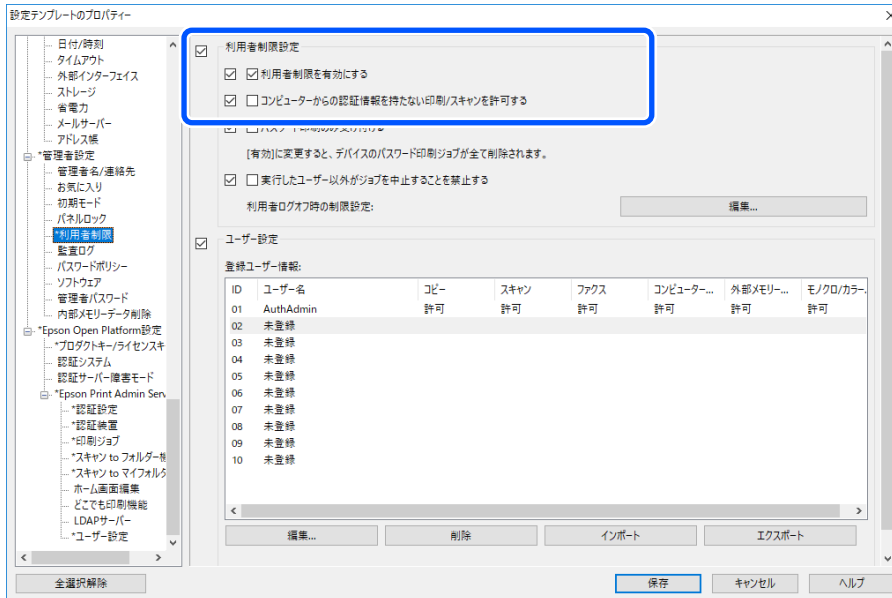 設定テンプレートのプロパティー
日付/時刻
タイムアウト
外部インターフェイス
ストレージ
省電力
メールサーバー
アドレス帳
*管理者設定
管理者名/連絡先
お気に入り
初期モード
パネルロック
*利用者制限
監査ログ
パスワードポリシー
ソフトウェア
管理者パスワード
内部メモリーデータ削除
*Epson Open Platform設定
*プロダクトキー/ライセンスキ
認証システム
認証サーバー障害モード
*Epson Print Admin Serv
*認証設定
*認証装置
*印刷ジョブ
*スキャン to フォルダー機
*スキャン to マイフォルダ
ホーム画面編集
どこでも印刷機能
LDAPサーバー
*ユーザー設定
全選択解除
利用者制限設定
利用者制限を有効にする
コンピューターからの認証情報を持たない印刷/スキャンを許可する
パスワード印刷のみ受け付ける
[有効]に変更すると、デバイスのパスワード印刷ジョブが全て削除されます。
実行したユーザー以外がジョブを中止することを禁止する
利用者ログオフ時の制限設定: 編集...
ユーザー設定
登録ユーザー情報:
ID ユーザー名 コピー スキャン ファクス コンピューター... 外部メモリー... モノクロ/カラー.
01 AuthAdmin 許可 許可 許可 許可 許可 許可
02 未登録
03 未登録
04 未登録
05 未登録
06 未登録
07 未登録
08 未登録
09 未登録
10 未登録
編集... 削除 インポート エクスポート
保存 キャンセル ヘルプ